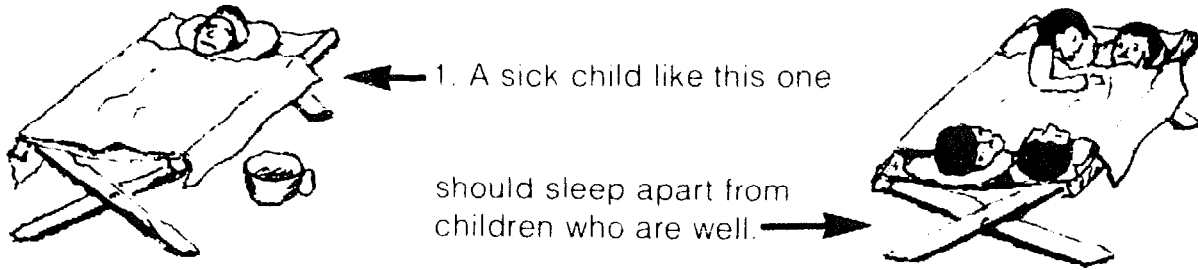 1. A sick child like this one
should sleep apart from
children who are well.